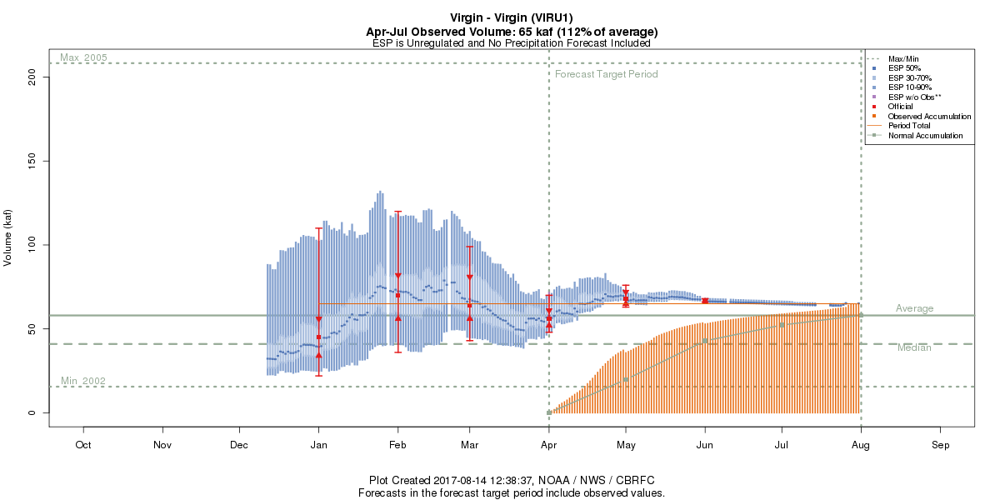 Virgin - Virgin (VIRU1)
Apr-Jul Observed Volume: 65 kaf (112% of average)
ESP is Unregulated and No Precipitation Forecast Included
Max 2005
Forecast Target Period
Max/Min
ESP 50%
ESP 30-70%
ESP 10-90%
ESP w/o Obs**
Official
Observed Accumulation
Period Total
Normal Accumulation
Average
Median
Min 2002
Volume (kaf)
200
150
100
50
0
Oct Nov Dec Jan Feb Mar Apr May Jun Jul Aug Sep
Plot Created 2017-08-14 12:38:37, NOAA / NWS / CBRFC
Forecasts in the forecast target period include observed values.